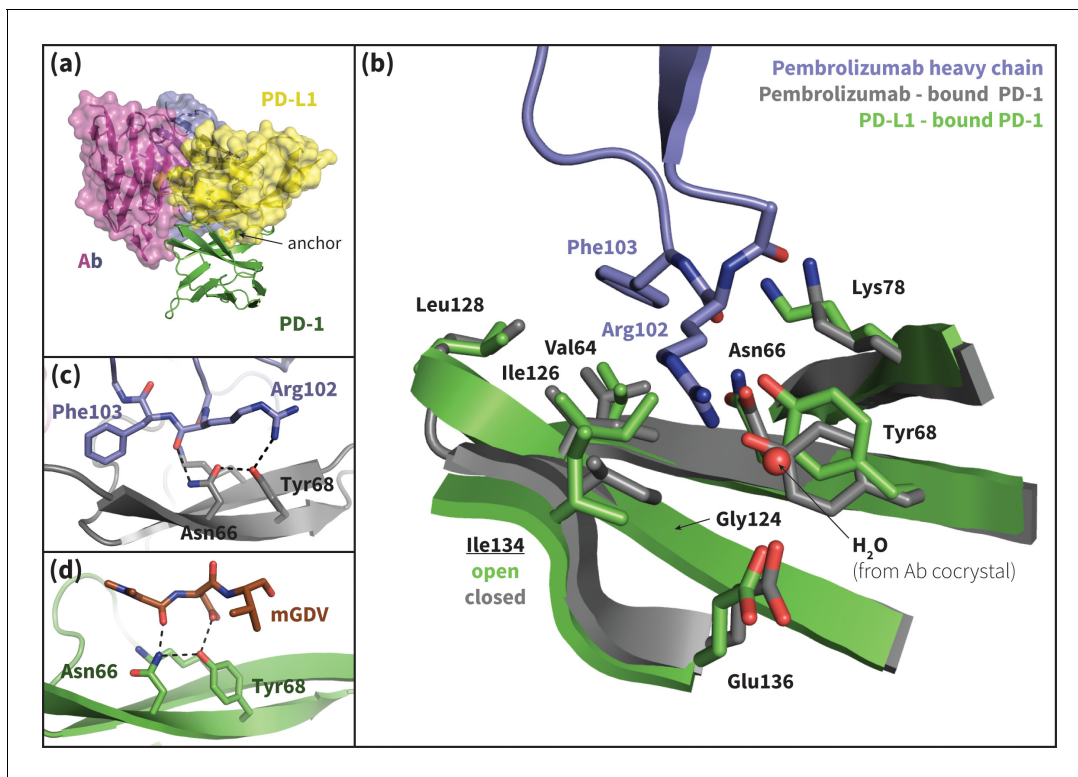 (a)
PD-L1
anchor
Ab
PD-1
(b)
Pembrolizumab heavy chain
Pembrolizumab - bound PD-1
PD-L1 - bound PD-1
Phe103
Lys78
Leu128
Arg102
Val64
Asn66
Ile126
Tyr68
Gly124
Ile134
open
closed
H₂O
(from Ab cocrystal)
Glu136
(c)
Arg102
Phe103
Tyr68
Asn66
(d)
mGDV
Asn66
Tyr68